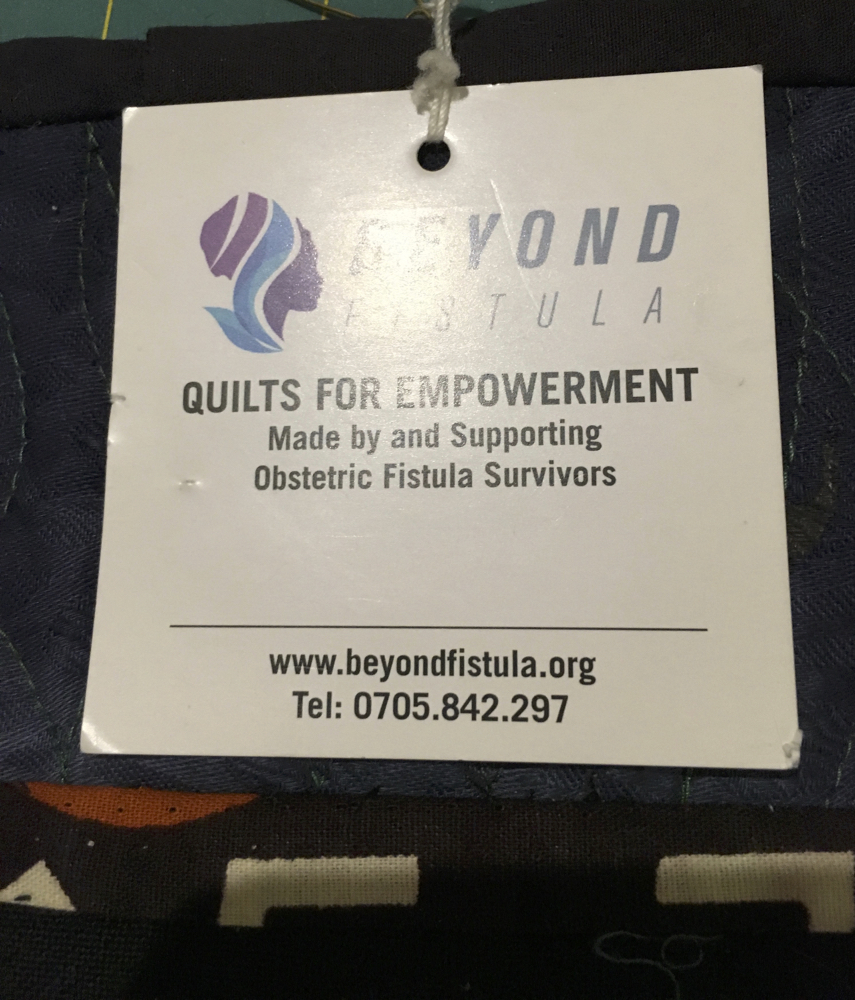 BEYOND
FISTULA
QUILTS FOR EMPOWERMENT
Made by and Supporting
Obstetric Fistula Survivors
www.beyondfistula.org
Tel: 0705.842.297